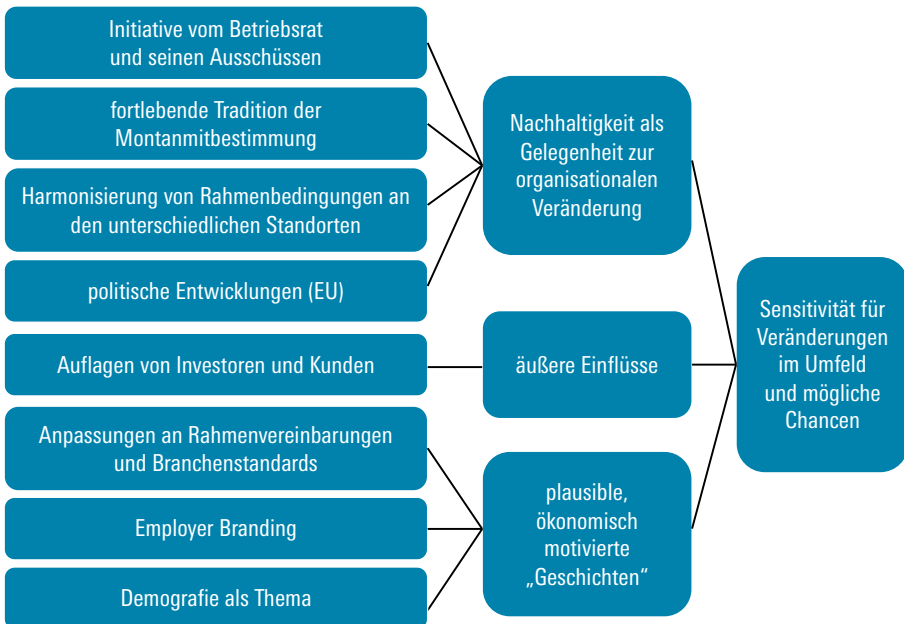 Initiative vom Betriebsrat
und seinen Ausschüssen
fortlebende Tradition der
Montanmitbestimmung
Harmonisierung von Rahmenbedingungen an
den unterschiedlichen Standorten
politische Entwicklungen (EU)
Auflagen von Investoren und Kunden
Anpassungen an Rahmenvereinbarungen
und Branchenstandards
Employer Branding
Demografie als Thema
Nachhaltigkeit als
Gelegenheit zur
organisationalen
Veränderung
äußere Einflüsse
plausible,
ökonomisch
motivierte
„Geschichten“
Sensitivität für
Veränderungen
im Umfeld
und mögliche
Chancen